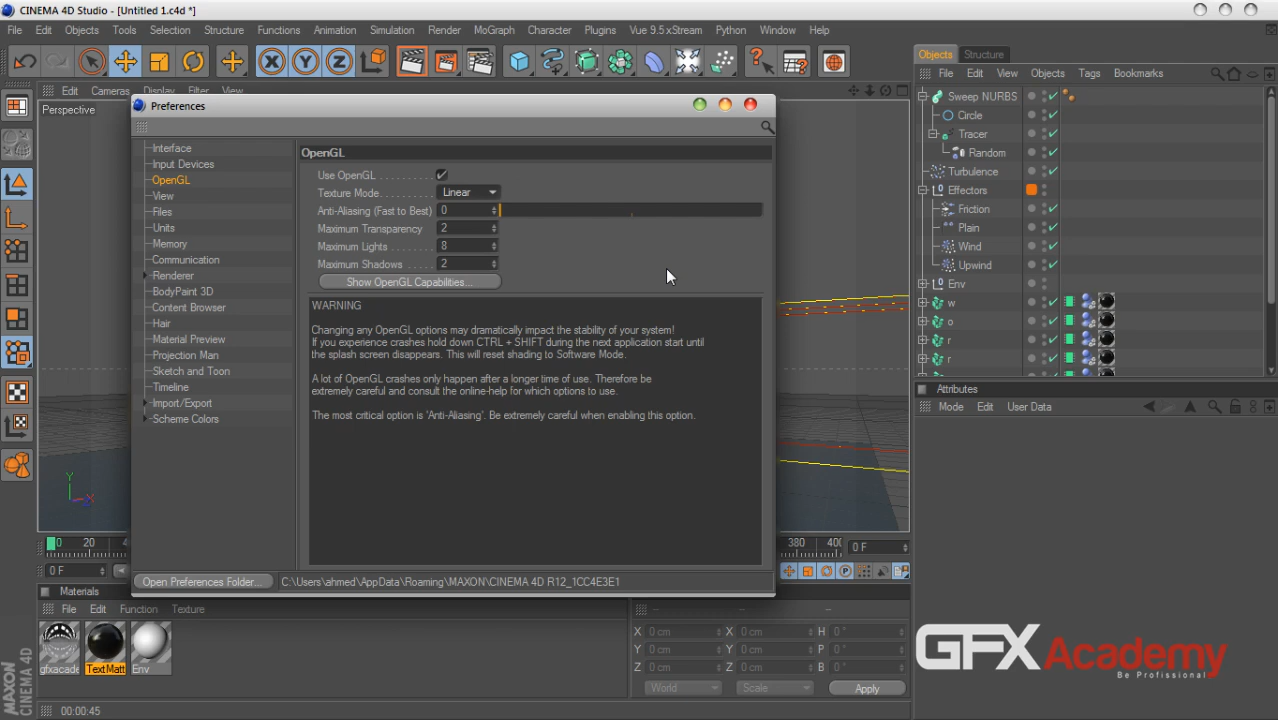 CINEMA 4D Studio - [Untitled 1.c4d *]
File Edit Objects Tools Selection Structure Functions Animation Simulation Render MoGraph Character Plugins Vue 9.5 xStream Python Window Help
X Y Z
Objects Structure
File Edit View Objects Tags Bookmarks
Edit Cameras Display Filter View
Perspective
Preferences
Interface
Input Devices
OpenGL
View
Files
Units
Memory
Communication
Renderer
BodyPaint 3D
Content Browser
Hair
Material Preview
Projection Man
Sketch and Toon
Timeline
Import/Export
Scheme Colors
OpenGL
Use OpenGL
Texture Mode Linear
Anti-Aliasing (Fast to Best) 0
Maximum Transparency 2
Maximum Lights 8
Maximum Shadows 2
Show OpenGL Capabilities...
WARNING
Changing any OpenGL options may dramatically impact the stability of your system!
If you experience crashes hold down CTRL + SHIFT during the next application start until
the splash screen disappears. This will reset shading to Software Mode.
A lot of OpenGL crashes only happen after a longer time of use. Therefore be
extremely careful and consult the online-help for which options to use.
The most critical option is 'Anti-Aliasing'. Be extremely careful when enabling this option.
Open Preferences Folder... C:\Users\ahmed\AppData\Roaming\MAXON\CINEMA 4D R12_1CC4E3E1
Sweep NURBS
Circle
Tracer
Random
Turbulence
Effectors
Friction
Plain
Wind
Upwind
Env
w
o
r
r
Attributes
Mode Edit User Data
Y
X
0 20 380 400 0 F
0 F
Materials
File Edit Function Texture
gfxacade TextMatt Env
-- -- --
X 0 cm X 0 cm H 0 °
Y 0 cm Y 0 cm P 0 °
Z 0 cm Z 0 cm B 0 °
World Scale Apply
MAXON
CINEMA 4D
00:00:45
GFXAcademy
Be Profissional